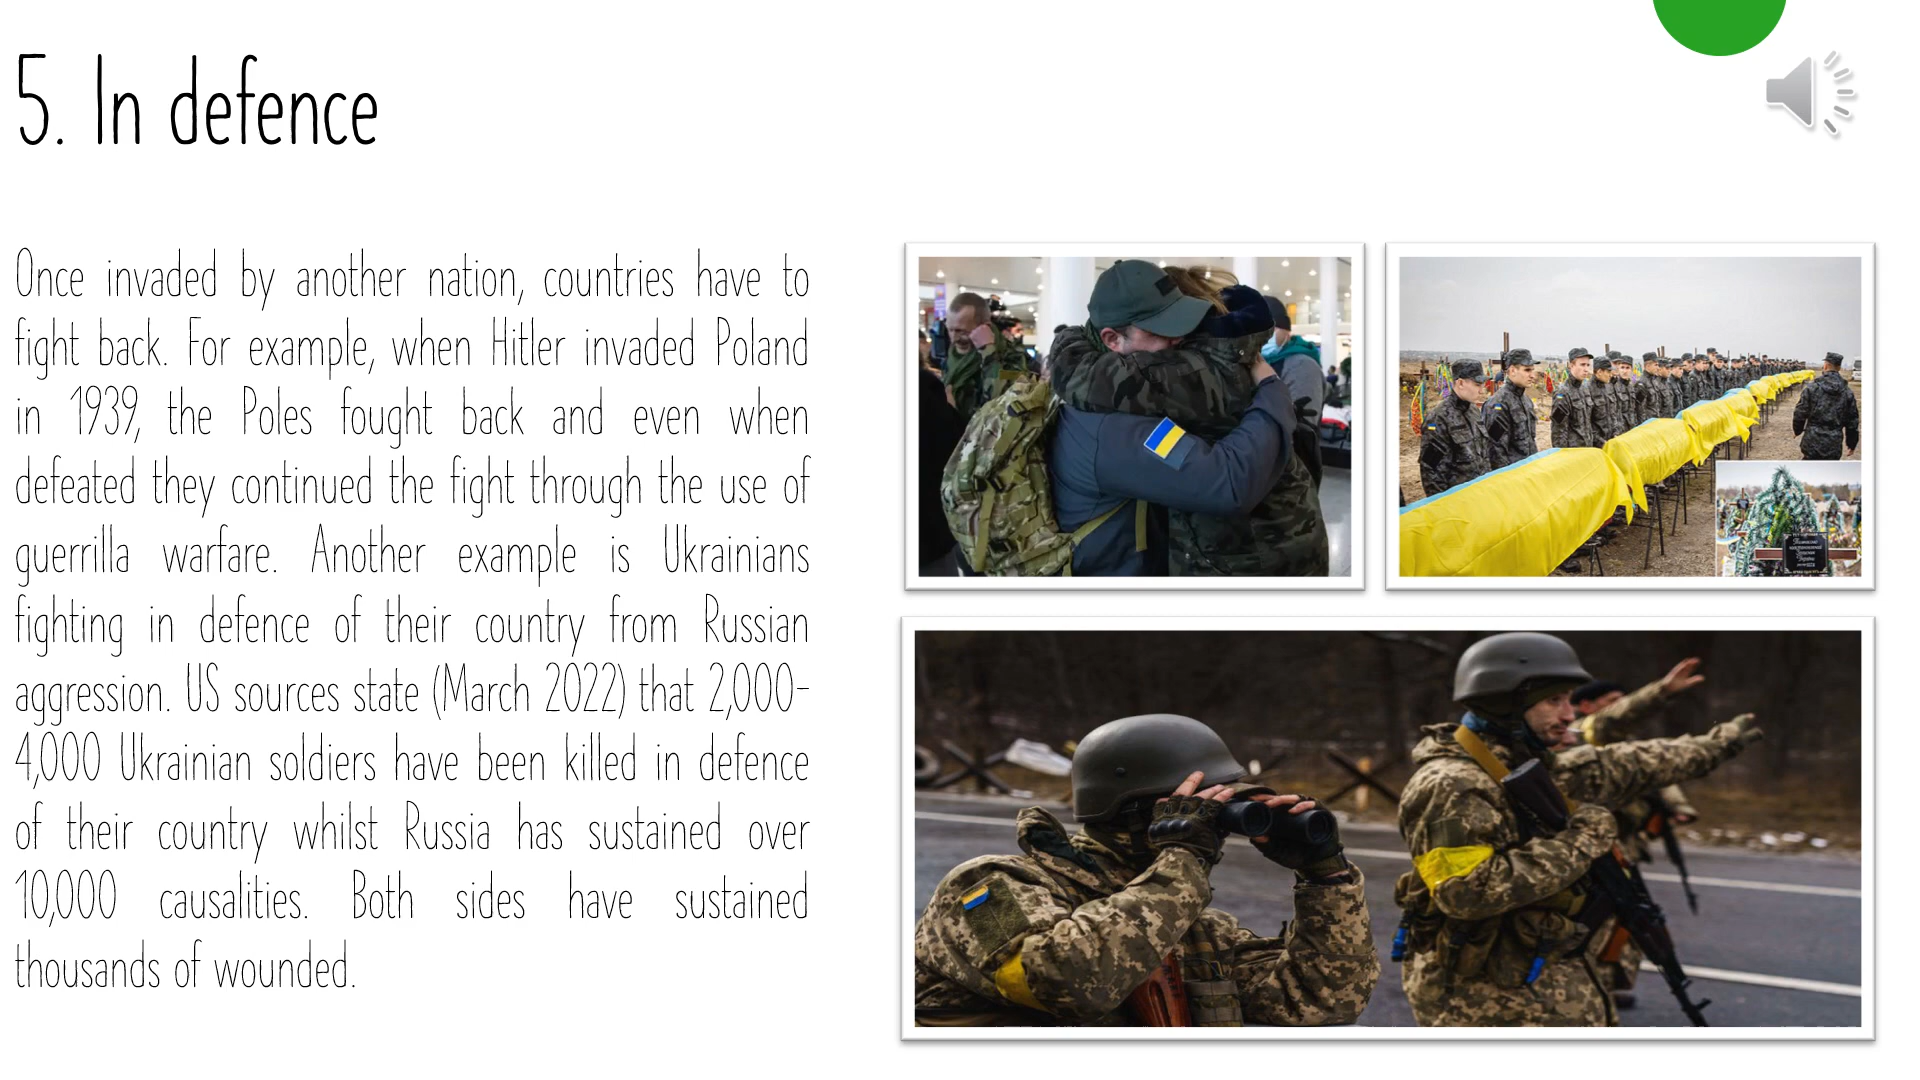 5. In defence
Once invaded by another nation, countries have to
fight back. For example, when Hitler invaded Poland
in 1939, the Poles fought back and even when
defeated they continued the fight through the use of
guerrilla warfare. Another example is Ukrainians
fighting in defence of their country from Russian
aggression. US sources state (March 2022) that 2,000-
4,000 Ukrainian soldiers have been killed in defence
of their country whilst Russia has sustained over
10,000 causalities. Both sides have sustained
thousands of wounded.